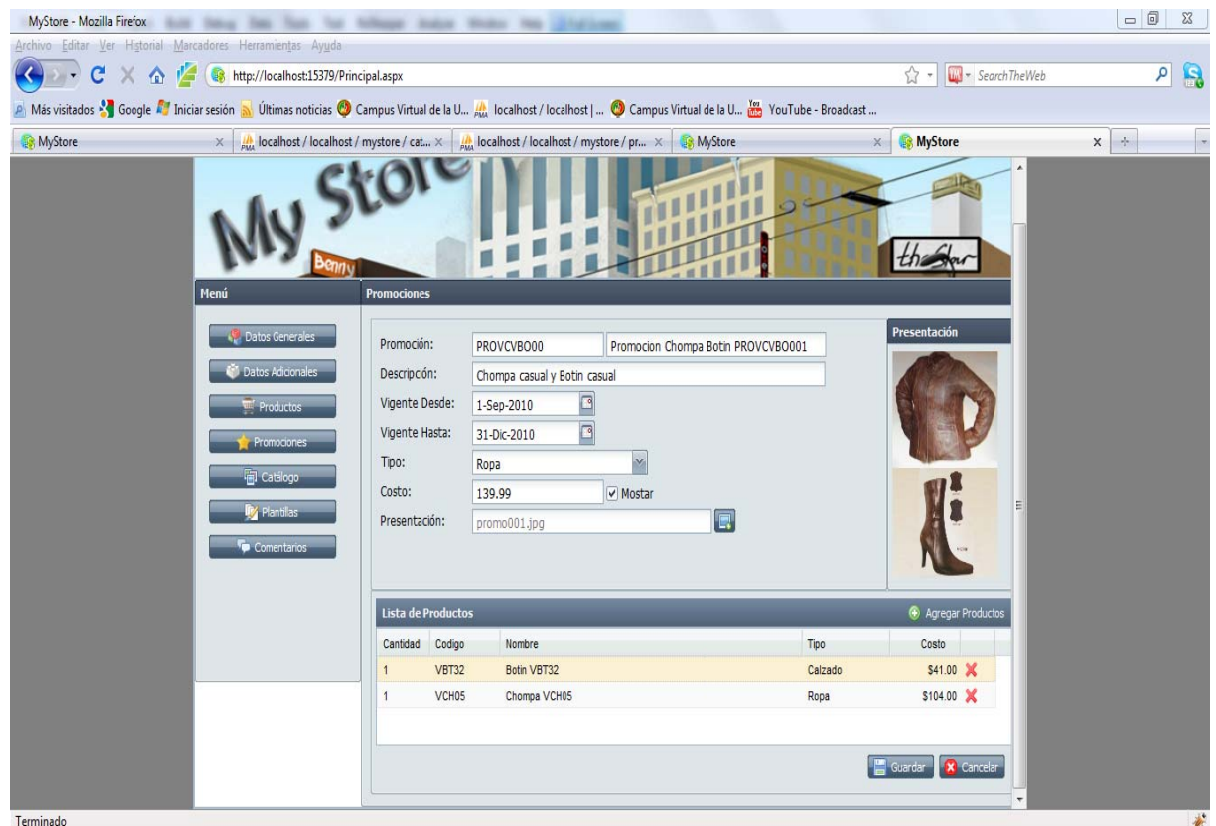 MyStore - Mozilla Firefox
Archivo Editar Ver Historial Marcadores Herramientas Ayuda
http://localhost:15379/Principal.aspx
SearchTheWeb
Más visitados Google Iniciar sesión Últimas noticias Campus Virtual de la U... localhost / localhost | ... Campus Virtual de la U... YouTube - Broadcast ...
MyStore localhost / localhost / mystore / cat... localhost / localhost / mystore / pr... MyStore MyStore
My Store
Benny
the Star
Menú
Promociones
Datos Generales
Datos Adicionales
Productos
Promociones
Catálogo
Plantillas
Comentarios
Promoción: PROVCVBO00 Promocion Chompa Botin PROVCVBO001
Descripcón: Chompa casual y Botin casual
Vigente Desde: 1-Sep-2010
Vigente Hasta: 31-Dic-2010
Tipo: Ropa
Costo: 139.99 Mostar
Presentación: promo001.jpg
Presentación
Lista de Productos Agregar Productos
Cantidad Codigo Nombre Tipo Costo
1 VBT32 Botin VBT32 Calzado $41.00
1 VCH05 Chompa VCH05 Ropa $104.00
Guardar Cancelar
Terminado